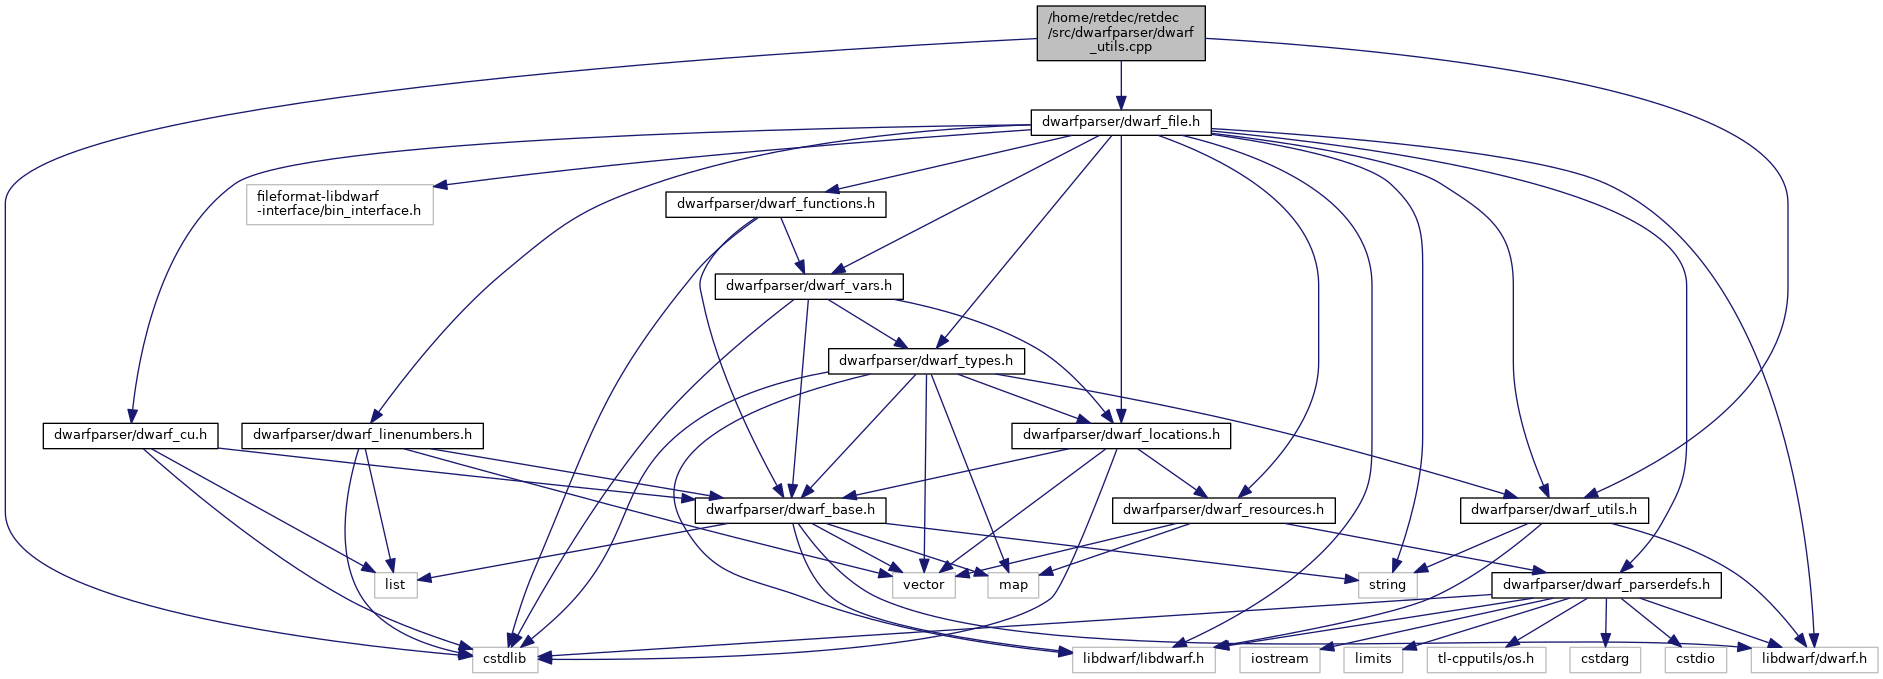 /home/retdec/retdec
/src/dwarfparser/dwarf
_utils.cpp
dwarfparser/dwarf_file.h
fileformat-libdwarf
-interface/bin_interface.h
dwarfparser/dwarf_functions.h
dwarfparser/dwarf_vars.h
dwarfparser/dwarf_types.h
dwarfparser/dwarf_cu.h
dwarfparser/dwarf_linenumbers.h
dwarfparser/dwarf_locations.h
dwarfparser/dwarf_base.h
dwarfparser/dwarf_resources.h
dwarfparser/dwarf_utils.h
list
vector
map
string
dwarfparser/dwarf_parserdefs.h
cstdlib
libdwarf/libdwarf.h
iostream
limits
tl-cpputils/os.h
cstdarg
cstdio
libdwarf/dwarf.h